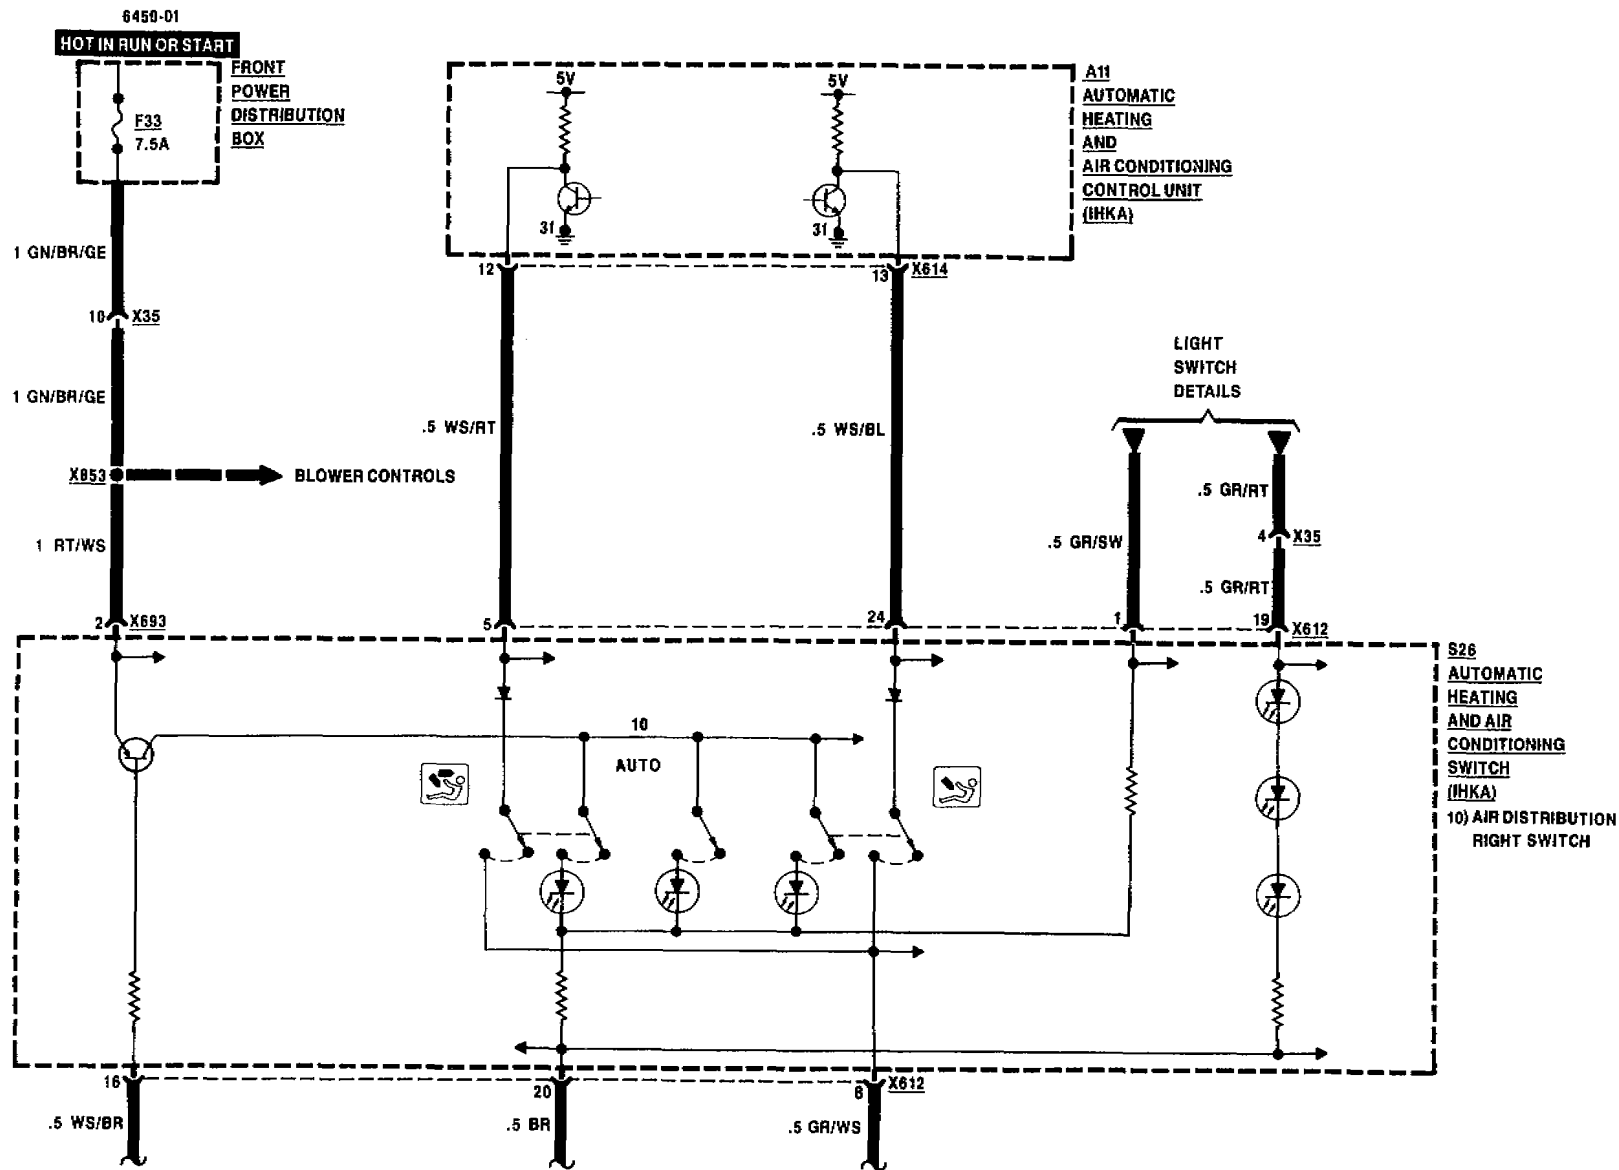 6450-01
HOT IN RUN OR START
FRONT
POWER
DISTRIBUTION
BOX
F33
7.5A
5V
5V
31
31
A11
AUTOMATIC
HEATING
AND
AIR CONDITIONING
CONTROL UNIT
(IHKA)
1 GN/BR/GE
12
13
X614
10
X35
LIGHT
SWITCH
DETAILS
1 GN/BR/GE
.5 WS/RT
.5 WS/BL
X853
BLOWER CONTROLS
.5 GR/RT
1 RT/WS
.5 GR/SW
4
X35
.5 GR/RT
2
X693
5
24
1
19
X612
S26
AUTOMATIC
HEATING
AND AIR
CONDITIONING
SWITCH
(IHKA)
10) AIR DISTRIBUTION
RIGHT SWITCH
10
AUTO
16
20
6
X612
.5 WS/BR
.5 BR
.5 GR/WS